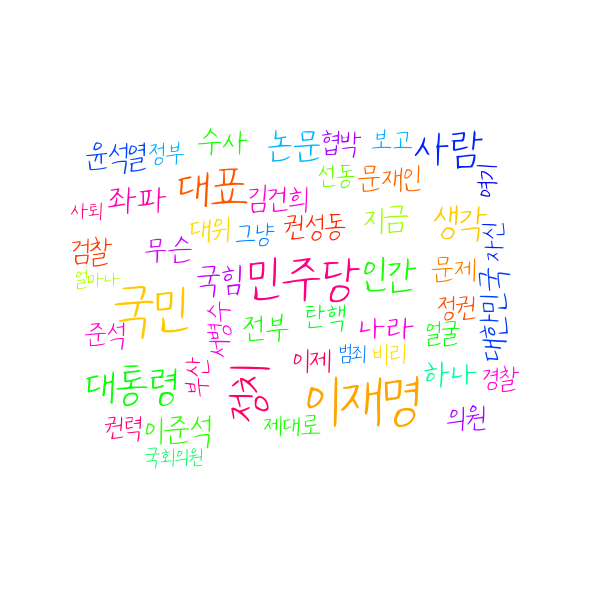 윤석열 정부 수사 논문 협박 보고 사람
사회 좌파 대표 김건희 선동 문재인 여기
검찰 무슨 대위 그냥 권성동 지금 생각 자신
얼마나 국민 국힘 민주당 인간 문제 대한민국
준석 서병수 전부 탄핵 나라 얼굴 정권
대통령 부산 정치 이제 범죄 비리 하나 경찰
권력 이준석 제대로 이재명 의원
국회의원